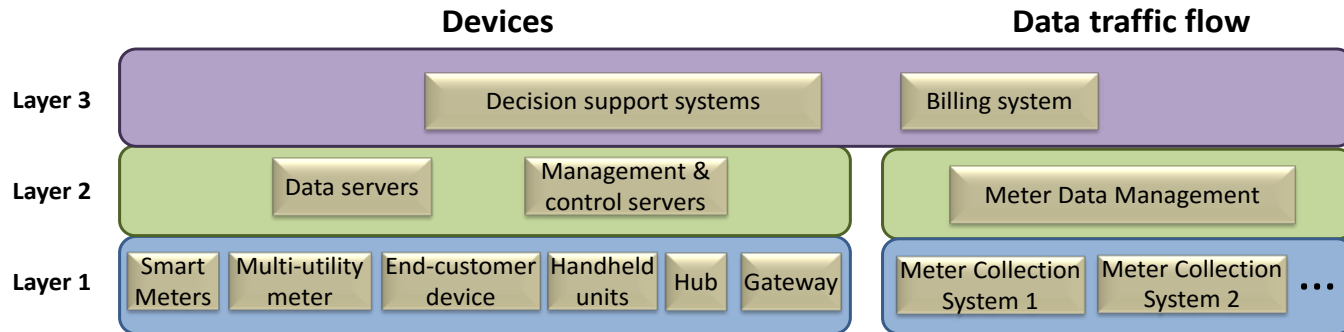 Devices
Data traffic flow
Layer 3
Decision support systems
Billing system
Layer 2
Data servers
Management &
control servers
Meter Data Management
Layer 1
Smart
Meters
Multi-utility
meter
End-customer
device
Handheld
units
Hub
Gateway
Meter Collection
System 1
Meter Collection
System 2
...